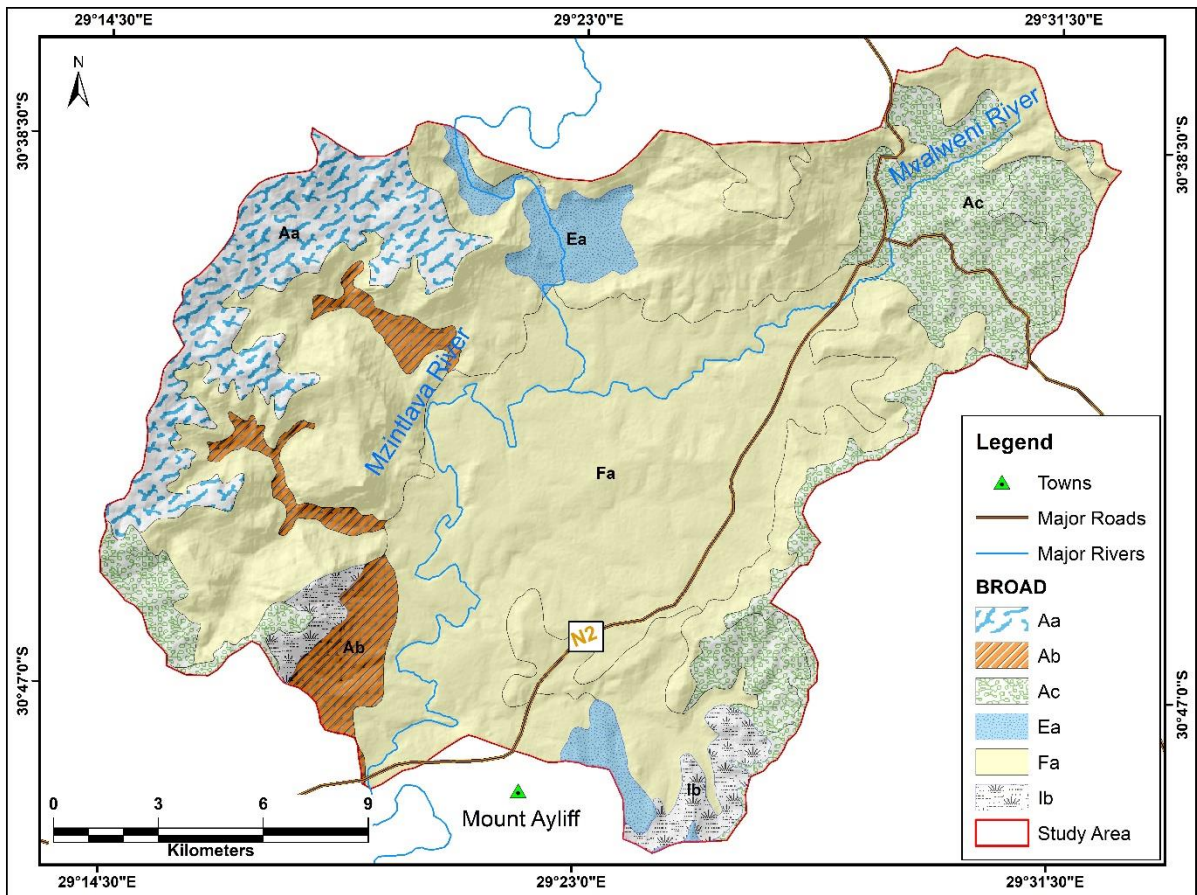 29°14'30"E
29°23'0"E
29°31'30"E
N
30°38'30"S
30°38'30"S
Mvalweni River
Ac
Aa
Ea
Mzintlava River
Fa
Ab
N2
30°47'0"S
30°47'0"S
Ib
Mount Ayliff
0 3 6 9
Kilometers
Legend
Towns
Major Roads
Major Rivers
BROAD
Aa
Ab
Ac
Ea
Fa
Ib
Study Area
29°14'30"E
29°23'0"E
29°31'30"E